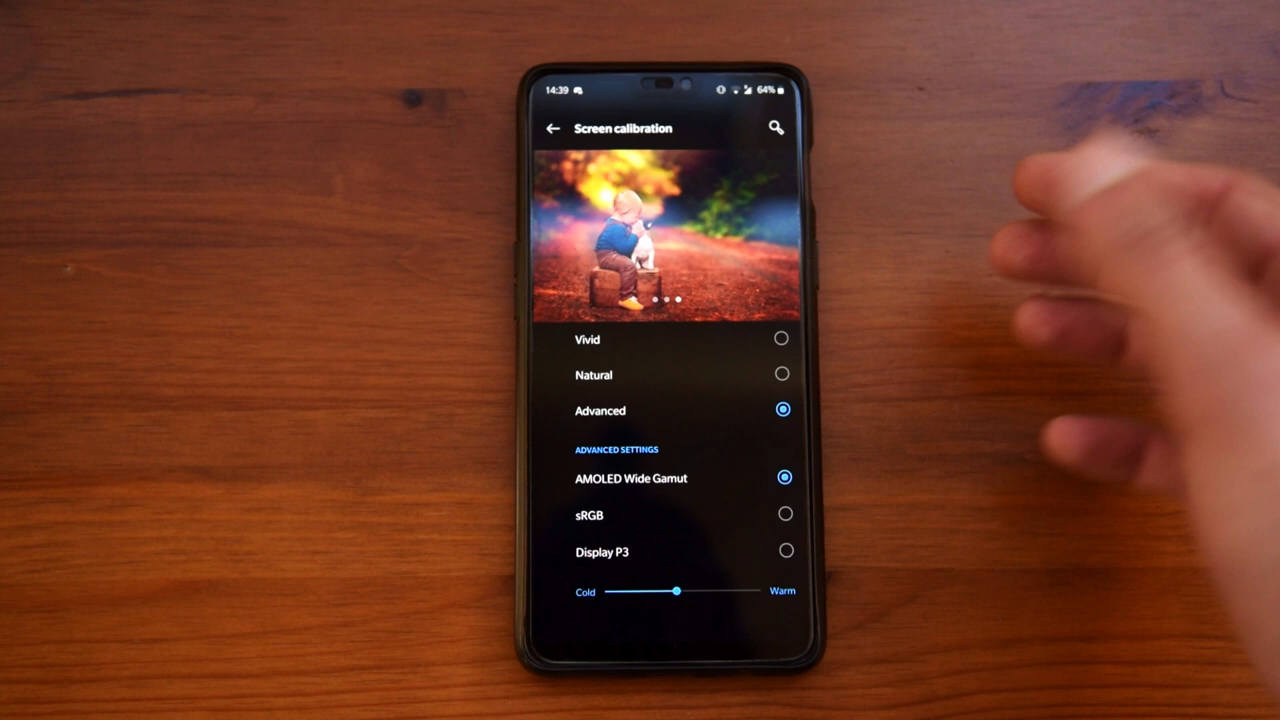 14:39 64%
Screen calibration
Vivid
Natural
Advanced
ADVANCED SETTINGS
AMOLED Wide Gamut
sRGB
Display P3
Cold Warm